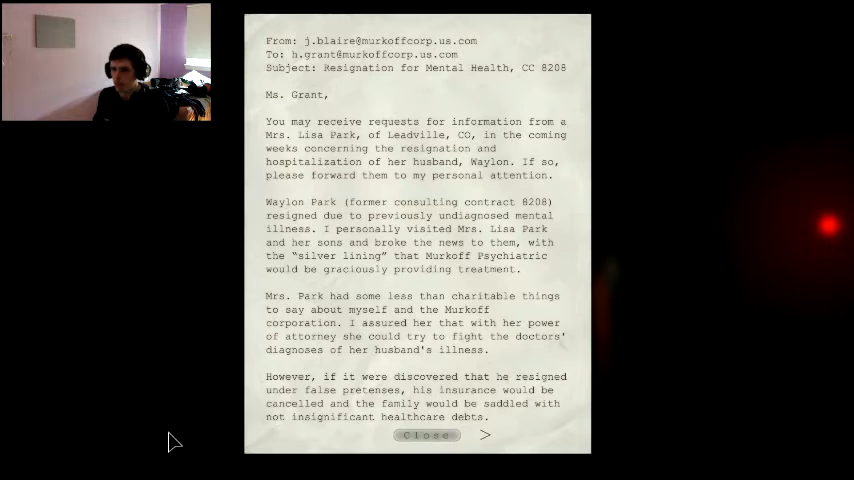 From: j.blaire@murkoffcorp.us.com
To: h.grant@murkoffcorp.us.com
Subject: Resignation for Mental Health, CC 8208
Ms. Grant,
You may receive requests for information from a
Mrs. Lisa Park, of Leadville, CO, in the coming
weeks concerning the resignation and
hospitalization of her husband, Waylon. If so,
please forward them to my personal attention.
Waylon Park (former consulting contract 8208)
resigned due to previously undiagnosed mental
illness. I personally visited Mrs. Lisa Park
and her sons and broke the news to them, with
the “silver lining” that Murkoff Psychiatric
would be graciously providing treatment.
Mrs. Park had some less than charitable things
to say about myself and the Murkoff
corporation. I assured her that with her power
of attorney she could try to fight the doctors'
diagnoses of her husband's illness.
However, if it were discovered that he resigned
under false pretenses, his insurance would be
cancelled and the family would be saddled with
not insignificant healthcare debts.
Close >